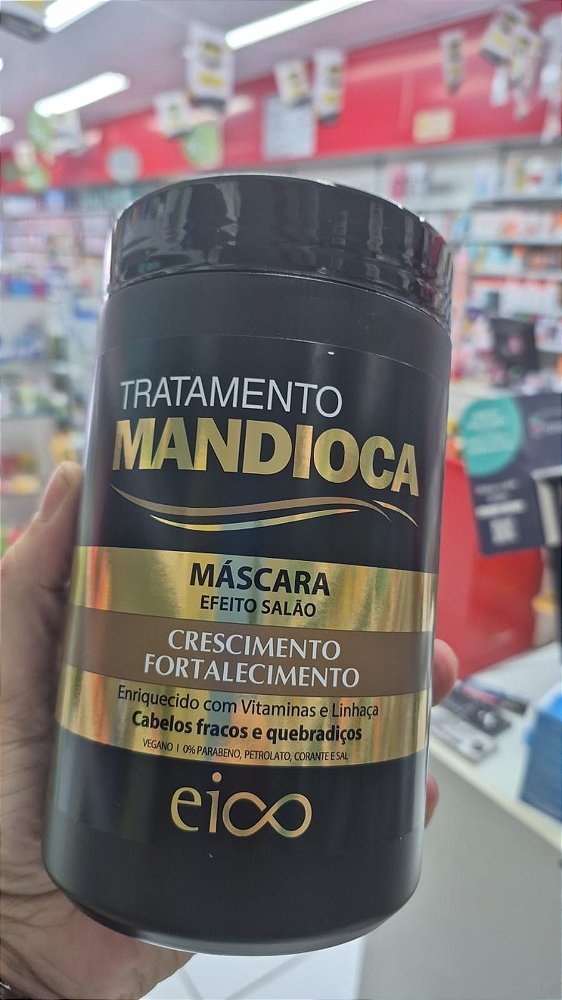 TRATAMENTO
MANDIOCA
MÁSCARA
EFEITO SALÃO
CRESCIMENTO
FORTALECIMENTO
Enriquecido com Vitaminas e Linhaça
Cabelos fracos e quebradiços
VEGANO | 0% PARABENO, PETROLATO, CORANTE E SAL
eico